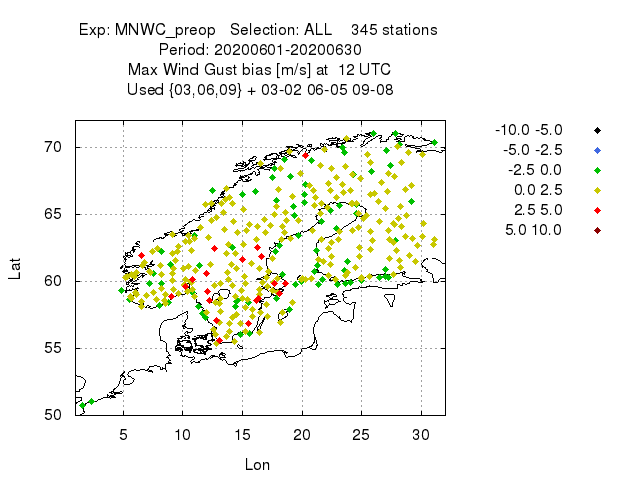 Exp: MNWC_preop   Selection: ALL    345 stations
Period: 20200601-20200630
Max Wind Gust bias [m/s] at  12 UTC
Used {03,06,09} + 03-02 06-05 09-08
-10.0 -5.0
-5.0 -2.5
-2.5 0.0
0.0 2.5
2.5 5.0
5.0 10.0
70
65
60
55
50
Lat
5 10 15 20 25 30
Lon